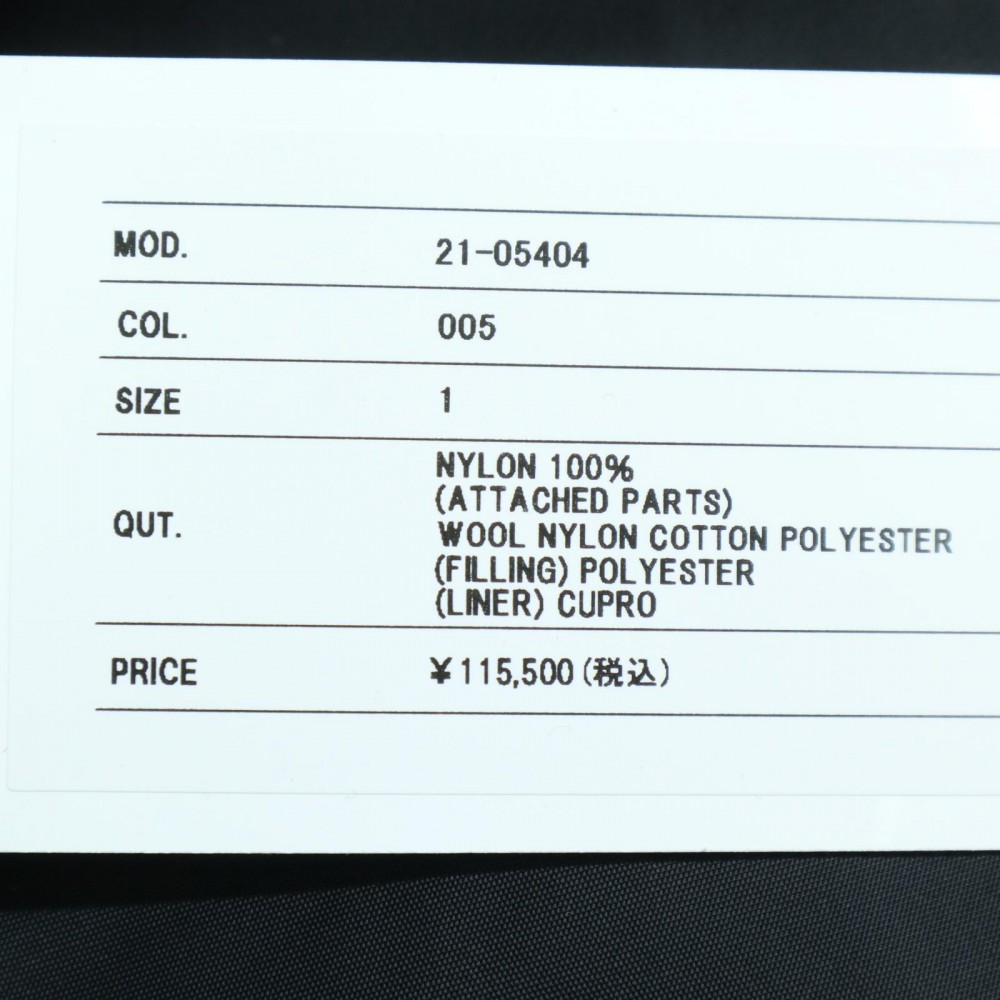 MOD. 21-05404
COL. 005
SIZE 1
QUT. NYLON 100%
(ATTACHED PARTS)
WOOL NYLON COTTON POLYESTER
(FILLING) POLYESTER
(LINER) CUPRO
PRICE ¥115,500(税込)